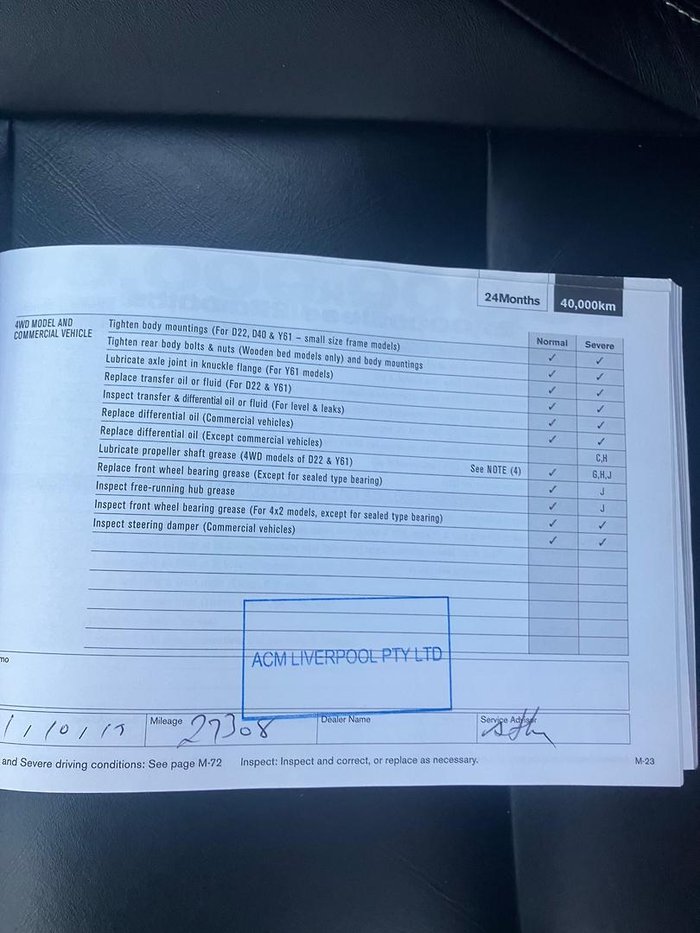 24Months 40,000km
4WD MODEL AND
COMMERCIAL VEHICLE
Normal Severe
Tighten body mountings (For D22, D40 & Y61 – small size frame models) ✓ ✓
Tighten rear body bolts & nuts (Wooden bed models only) and body mountings ✓ ✓
Lubricate axle joint in knuckle flange (For Y61 models) ✓ ✓
Replace transfer oil or fluid (For D22 & Y61) ✓ ✓
Inspect transfer & differential oil or fluid (For level & leaks) ✓ ✓
Replace differential oil (Commercial vehicles)
Replace differential oil (Except commercial vehicles) C,H
Lubricate propeller shaft grease (4WD models of D22 & Y61) See NOTE (4) ✓ G,H,J
Replace front wheel bearing grease (Except for sealed type bearing) ✓ J
Inspect free-running hub grease ✓ J
Inspect front wheel bearing grease (For 4x2 models, except for sealed type bearing) ✓ ✓
Inspect steering damper (Commercial vehicles) ✓ ✓
ACM LIVERPOOL PTY LTD
mo
Mileage 27308 Dealer Name Service Advisor
and Severe driving conditions: See page M-72 Inspect: Inspect and correct, or replace as necessary. M-23